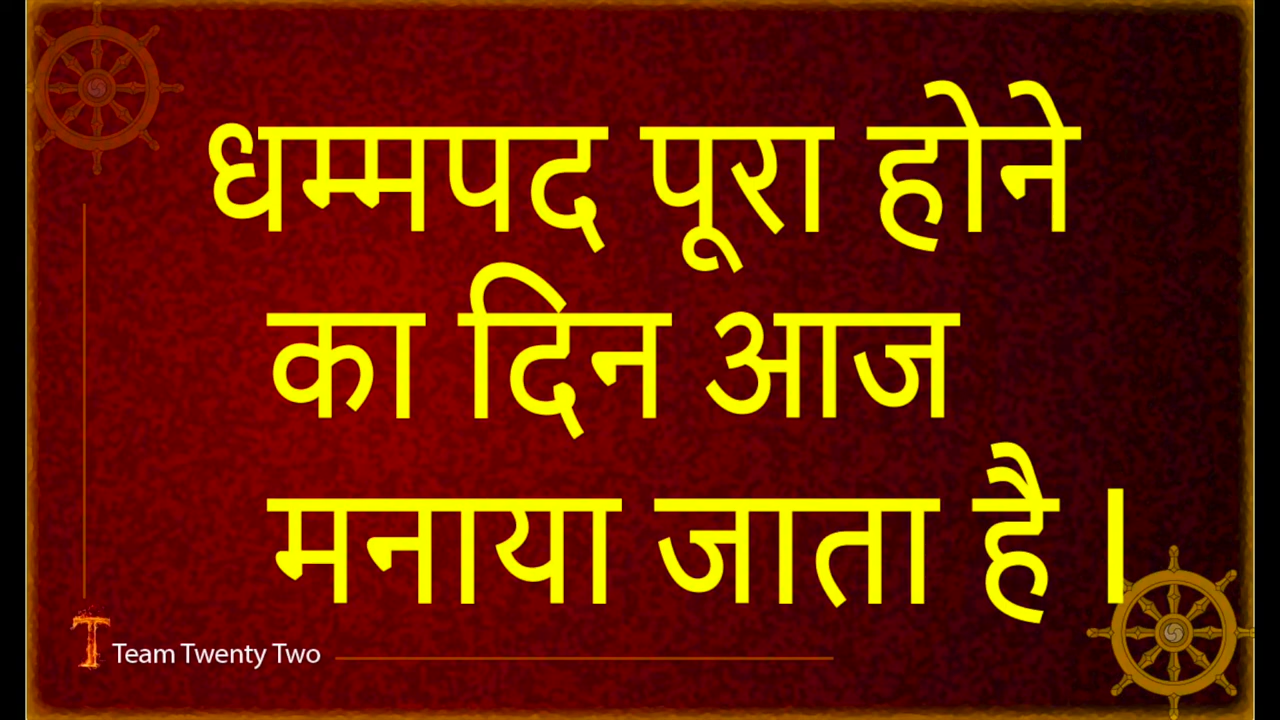 धम्मपद पूरा होने
का दिन आज
मनाया जाता है ।
Team Twenty Two